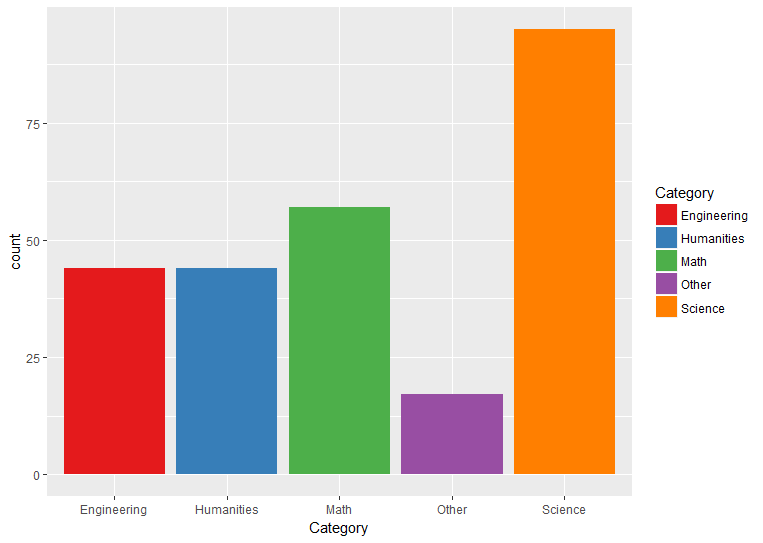 count
75
50
25
0
Engineering Humanities Math Other Science
Category
Category
Engineering
Humanities
Math
Other
Science